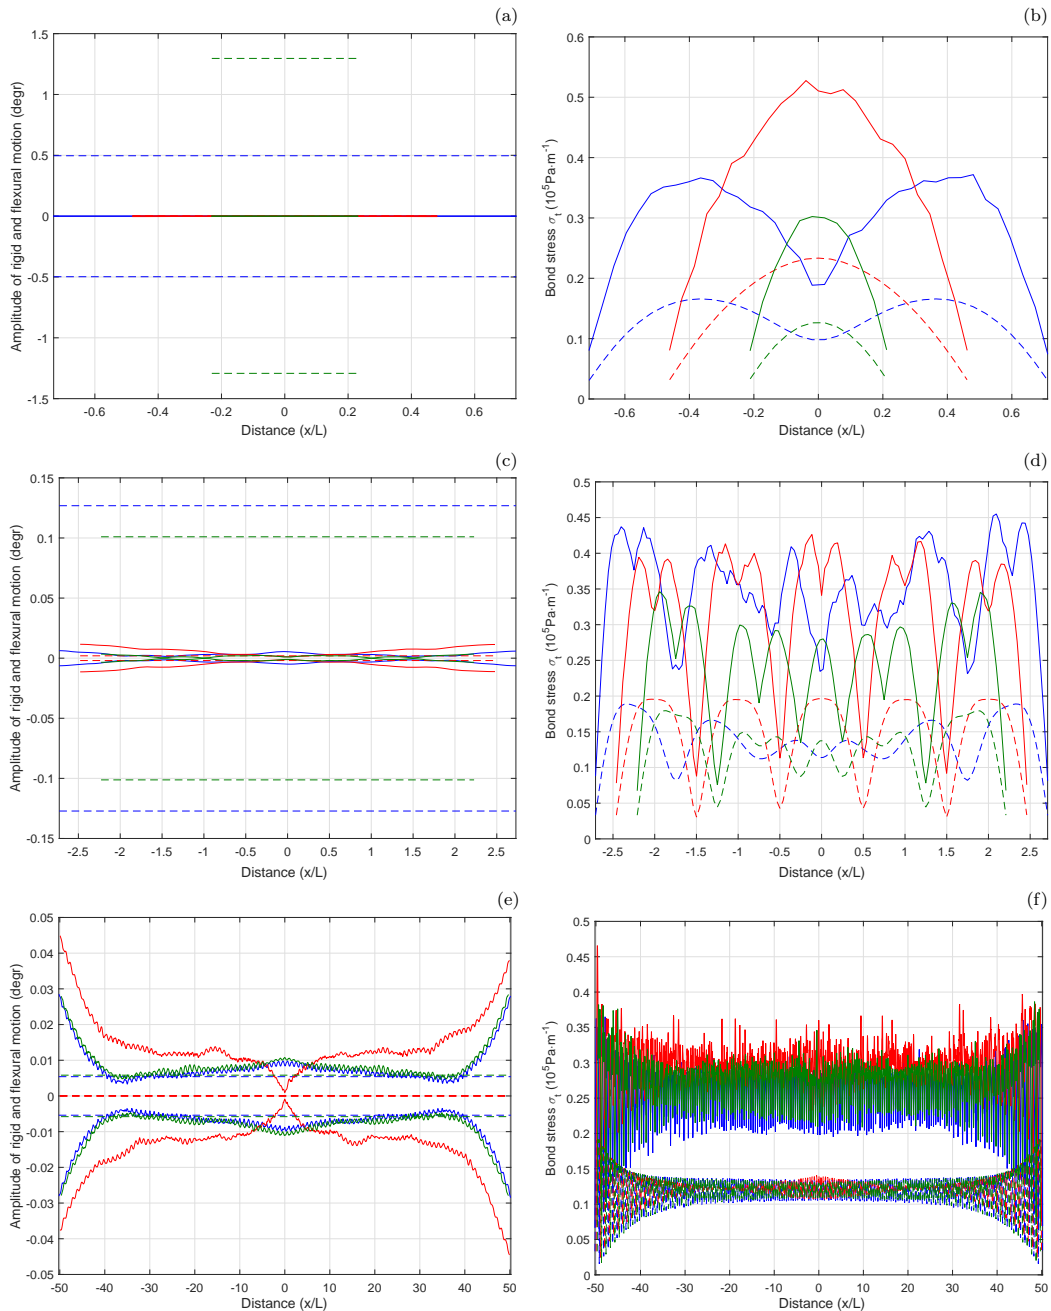 (a)
1.5
1
0.5
0
-0.5
-1
-1.5
-0.6 -0.4 -0.2 0 0.2 0.4 0.6
Distance (x/L)
Amplitude of rigid and flexural motion (degr)
(b)
0.6
0.5
0.4
0.3
0.2
0.1
0
-0.6 -0.4 -0.2 0 0.2 0.4 0.6
Distance (x/L)
Bond stress σt (10⁵Pa·m⁻¹)
(c)
0.15
0.1
0.05
0
-0.05
-0.1
-0.15
-2.5 -2 -1.5 -1 -0.5 0 0.5 1 1.5 2 2.5
Distance (x/L)
Amplitude of rigid and flexural motion (degr)
(d)
0.5
0.45
0.4
0.35
0.3
0.25
0.2
0.15
0.1
0.05
0
-2.5 -2 -1.5 -1 -0.5 0 0.5 1 1.5 2 2.5
Distance (x/L)
Bond stress σt (10⁵Pa·m⁻¹)
(e)
0.05
0.04
0.03
0.02
0.01
0
-0.01
-0.02
-0.03
-0.04
0.05
-50 -40 -30 -20 -10 0 10 20 30 40 50
Distance (x/L)
Amplitude of rigid and flexural motion (degr)
(f)
0.5
0.45
0.4
0.35
0.3
0.25
0.2
0.15
0.1
0.05
0
-50 -40 -30 -20 -10 0 10 20 30 40 50
Distance (x/L)
Bond stress σt (10⁵Pa·m⁻¹)